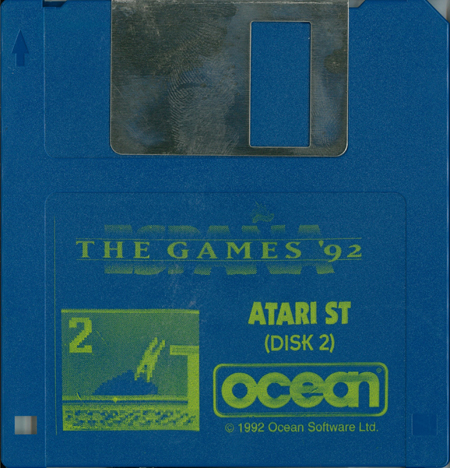 ESPAÑA
THE GAMES '92
2
ATARI ST
(DISK 2)
ocean
© 1992 Ocean Software Ltd.